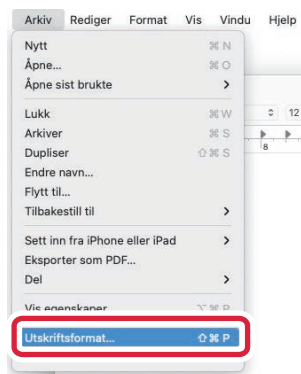 Arkiv Rediger Format Vis Vindu Hjelp
Nytt ⌘ N
Åpne... ⌘ O
Åpne sist brukte >
12
Lukk ⌘ W
Arkiver ⌘ S
8
Dupliser ⇧ ⌘ S
Endre navn...
Flytt til...
Tilbakestill til >
Sett inn fra iPhone eller iPad >
Eksporter som PDF...
Del >
Vis egenskaper ⌥ ⌘ P
Utskriftsformat... ⇧ ⌘ P